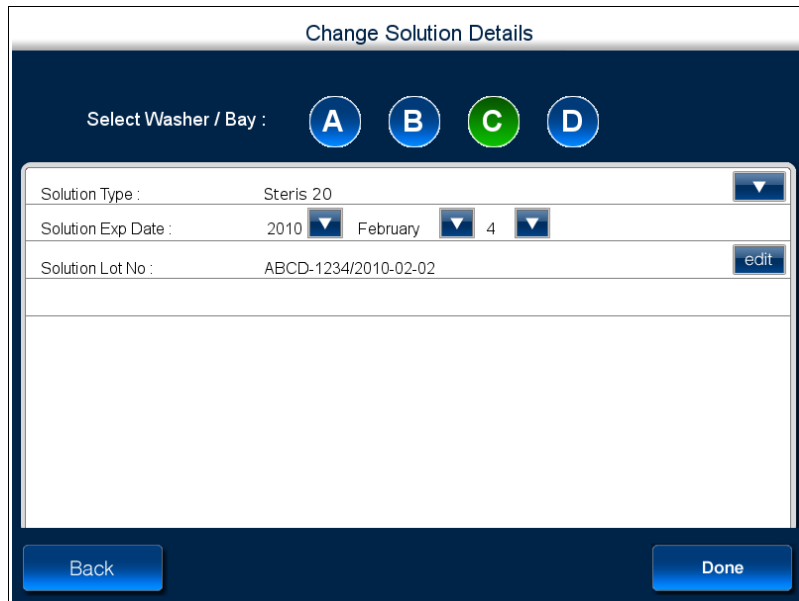 Change Solution Details
Select Washer / Bay : A B C D
Solution Type : Steris 20
Solution Exp Date : 2010 February 4
Solution Lot No : ABCD-1234/2010-02-02 edit
Back Done